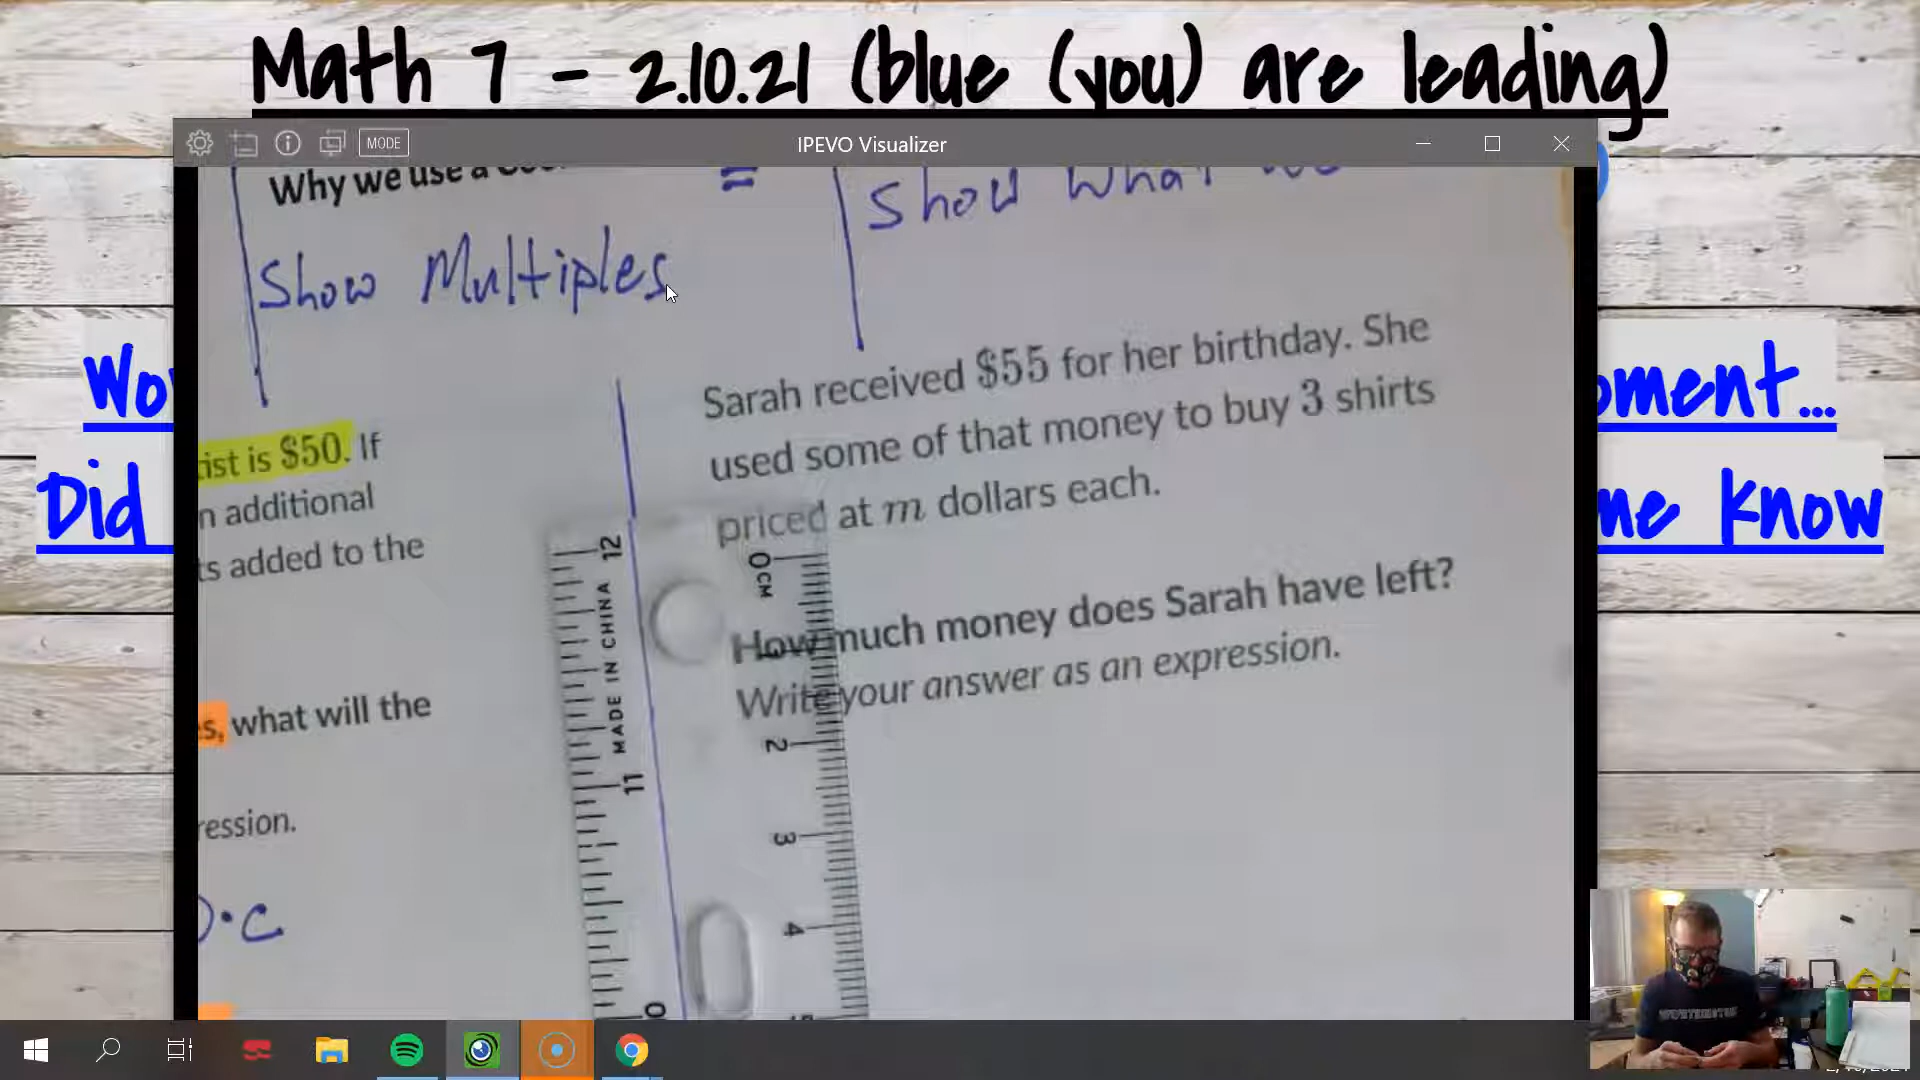 Math 7 - 2.10.21 (blue (you) are leading)
MODE
IPEVO Visualizer
Why we use a
=
Show what we
Show Multiples
Sarah received $55 for her birthday. She
used some of that money to buy 3 shirts
priced at m dollars each.
How much money does Sarah have left?
Write your answer as an expression.
ist is $50. If
n additional
ts added to the
s, what will the
ression.
·c
Wo
oment...
Did
me know
12
MADE IN CHINA
11
0
0 CM
1
2
3
4